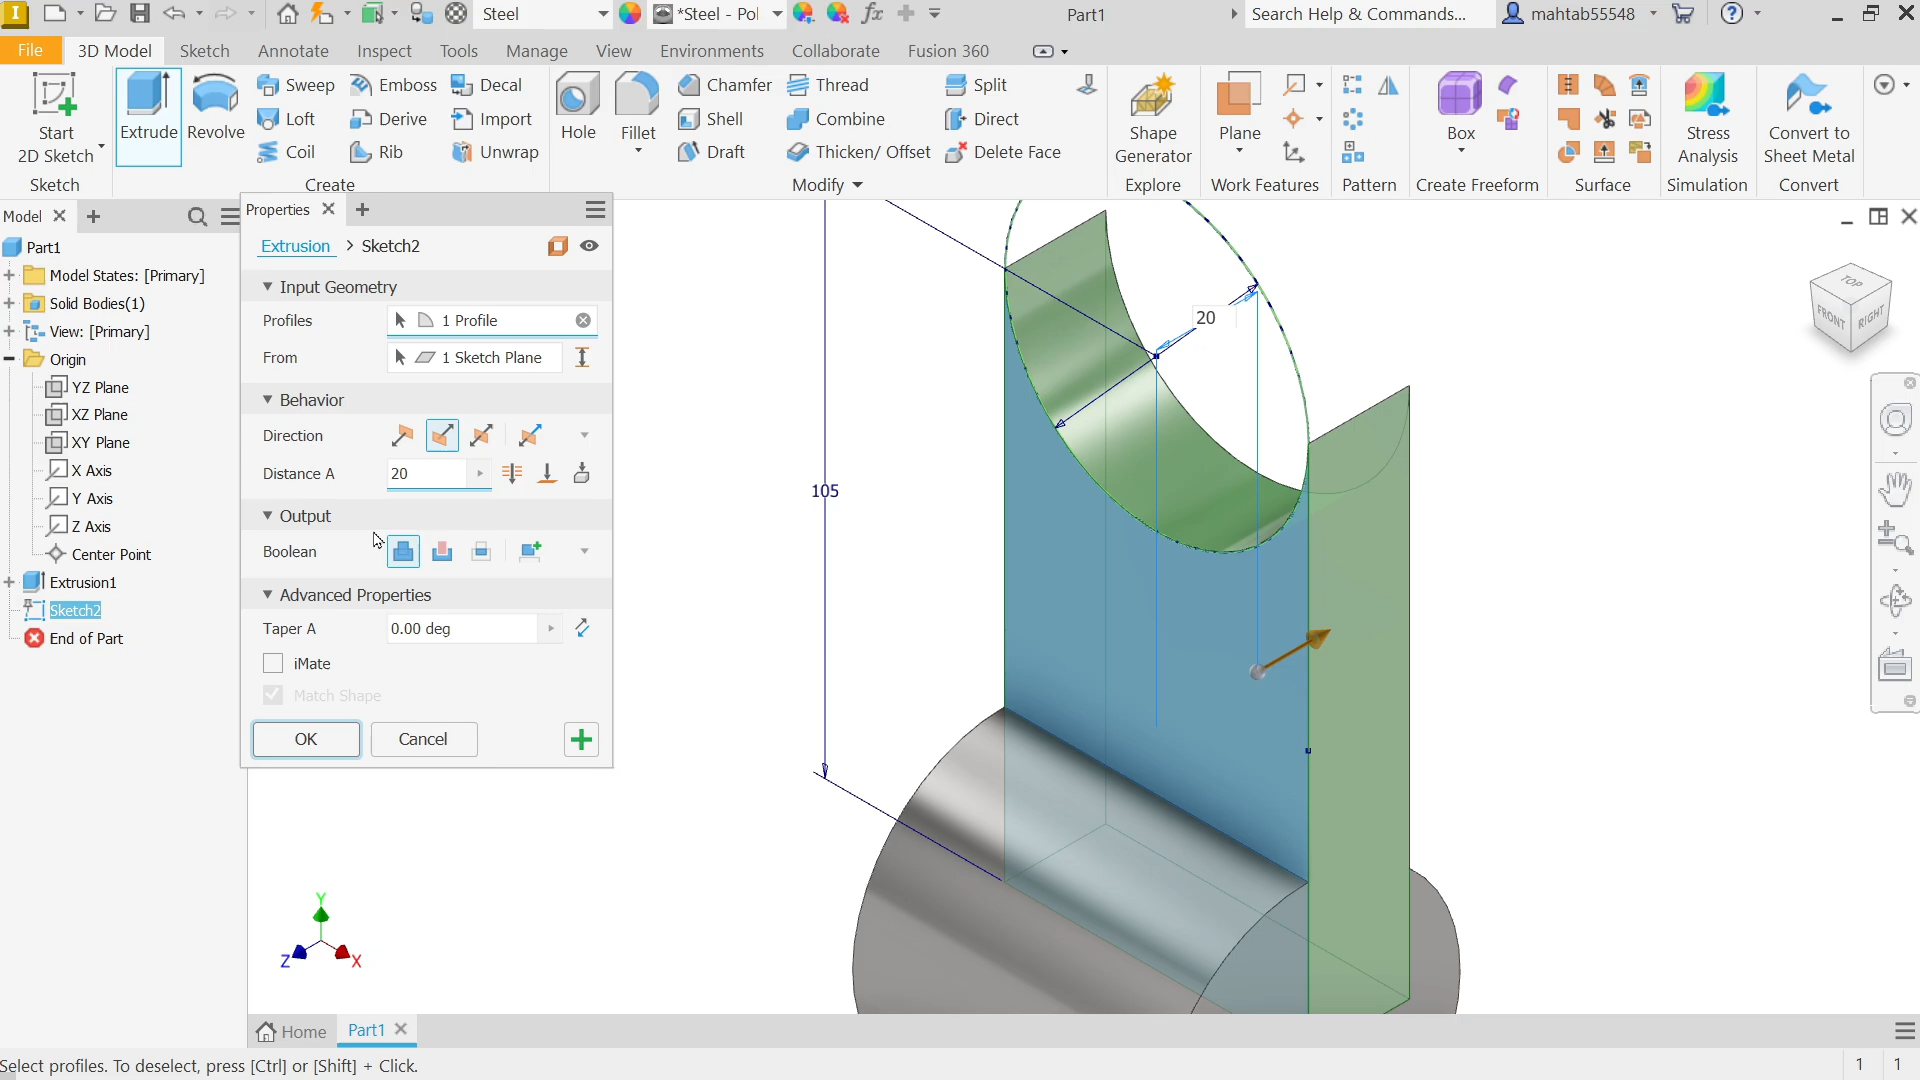 Steel
*Steel - Pol
Part1
Search Help & Commands...
mahtab55548
File
3D Model
Sketch
Annotate
Inspect
Tools
Manage
View
Environments
Collaborate
Fusion 360
Start
2D Sketch
Sketch
Extrude
Revolve
Sweep
Emboss
Decal
Loft
Derive
Import
Coil
Rib
Unwrap
Create
Hole
Fillet
Chamfer
Thread
Split
Shell
Combine
Direct
Draft
Thicken/ Offset
Delete Face
Modify
Shape
Generator
Explore
Plane
Work Features
Pattern
Box
Create Freeform
Surface
Stress
Analysis
Simulation
Convert to
Sheet Metal
Convert
Model
Part1
Model States: [Primary]
Solid Bodies(1)
View: [Primary]
Origin
YZ Plane
XZ Plane
XY Plane
X Axis
Y Axis
Z Axis
Center Point
Extrusion1
Sketch2
End of Part
Properties
Extrusion > Sketch2
Input Geometry
Profiles
1 Profile
From
1 Sketch Plane
Behavior
Direction
Distance A
20
Output
Boolean
Advanced Properties
Taper A
0.00 deg
iMate
Match Shape
OK
Cancel
20
105
TOP
FRONT
RIGHT
Y
Z
X
Home
Part1
Select profiles. To deselect, press [Ctrl] or [Shift] + Click.
1
1